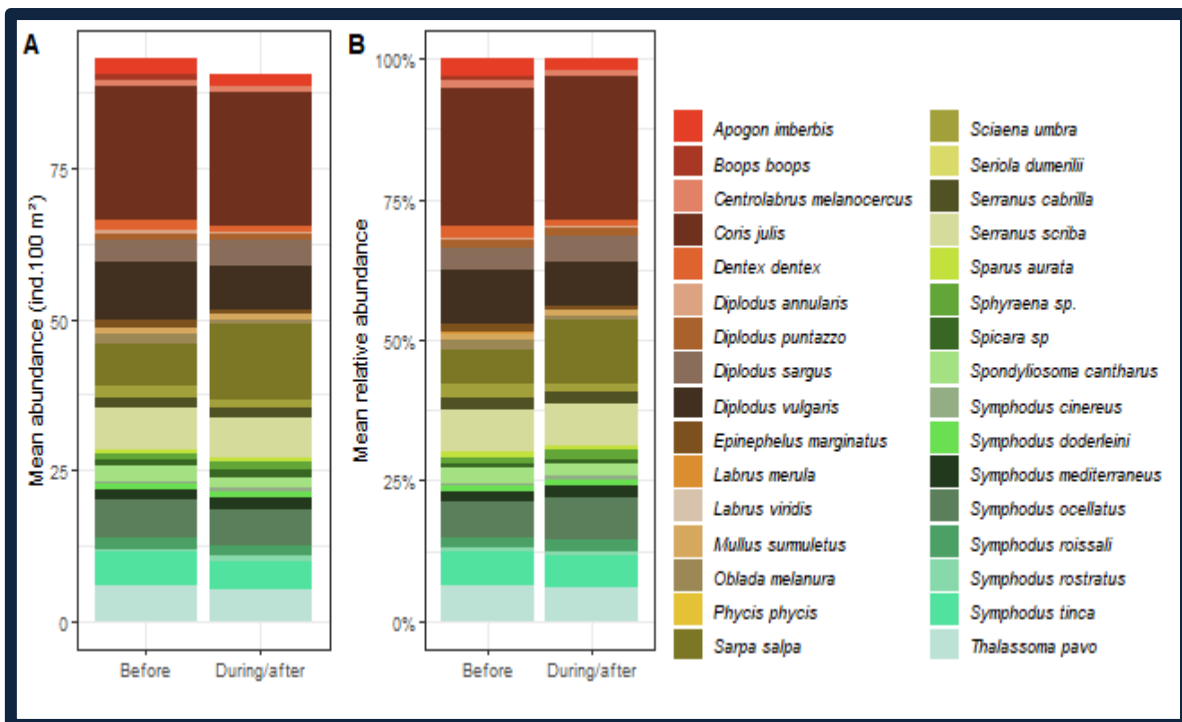 A
B
Mean abundance (ind.100 m²)
75
50
25
0
Before
During/after
Mean relative abundance
100%
75%
50%
25%
0%
Before
During/after
Apogon imberbis
Boops boops
Centrolabrus melanocercus
Coris julis
Dentex dentex
Diplodus annularis
Diplodus puntazzo
Diplodus sargus
Diplodus vulgaris
Epinephelus marginatus
Labrus merula
Labrus viridis
Mullus surmuletus
Oblada melanura
Phycis phycis
Sarpa salpa
Sciaena umbra
Seriola dumerilii
Serranus cabrilla
Serranus scriba
Sparus aurata
Sphyraena sp.
Spicara sp
Spondyliosoma cantharus
Symphodus cinereus
Symphodus doderleini
Symphodus mediterraneus
Symphodus ocellatus
Symphodus roissali
Symphodus rostratus
Symphodus tinca
Thalassoma pavo